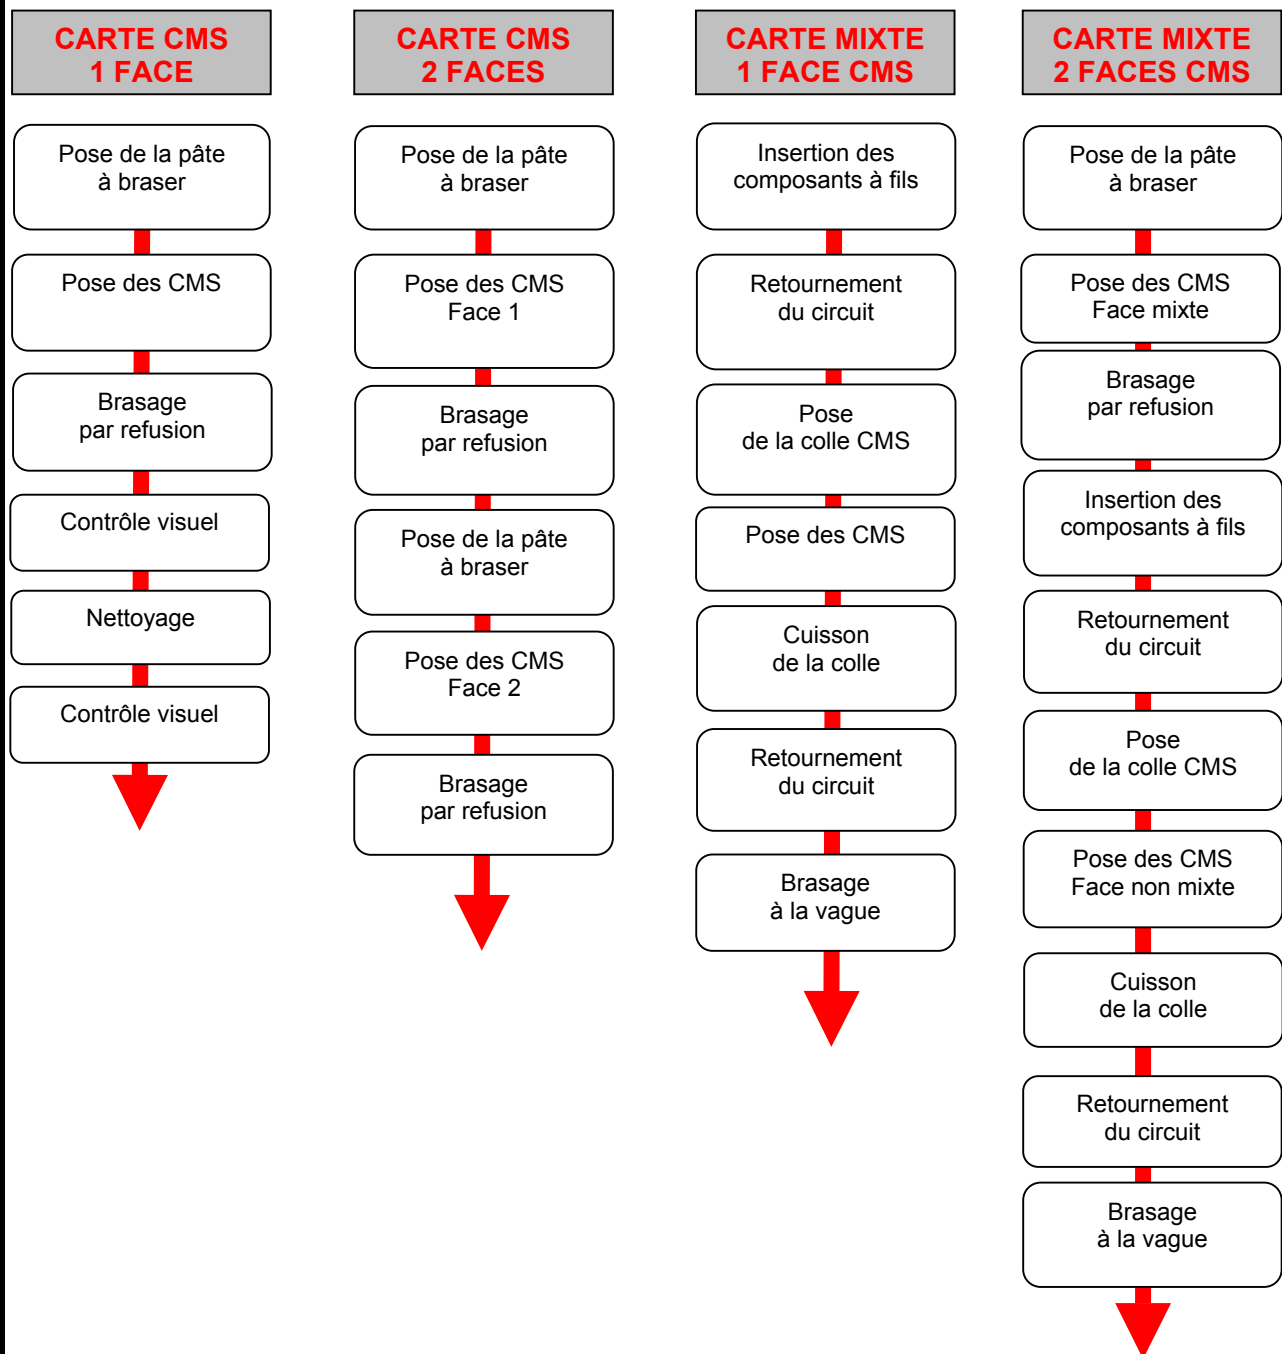 CARTE CMS
1 FACE
Pose de la pâte
à braser
Pose des CMS
Brasage
par refusion
Contrôle visuel
Nettoyage
Contrôle visuel
CARTE CMS
2 FACES
Pose de la pâte
à braser
Pose des CMS
Face 1
Brasage
par refusion
Pose de la pâte
à braser
Pose des CMS
Face 2
Brasage
par refusion
CARTE MIXTE
1 FACE CMS
Insertion des
composants à fils
Retournement
du circuit
Pose
de la colle CMS
Pose des CMS
Cuisson
de la colle
Retournement
du circuit
Brasage
à la vague
CARTE MIXTE
2 FACES CMS
Pose de la pâte
à braser
Pose des CMS
Face mixte
Brasage
par refusion
Insertion des
composants à fils
Retournement
du circuit
Pose
de la colle CMS
Pose des CMS
Face non mixte
Cuisson
de la colle
Retournement
du circuit
Brasage
à la vague